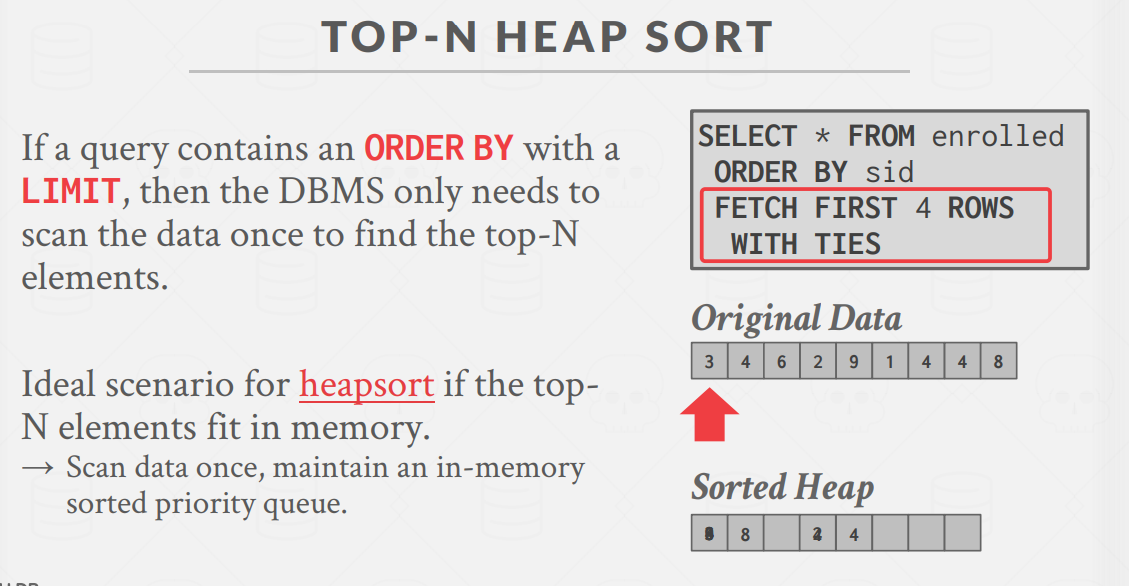 TOP-N HEAP SORT
If a query contains an ORDER BY with a
LIMIT, then the DBMS only needs to
scan the data once to find the top-N
elements.
Ideal scenario for heapsort if the top-
N elements fit in memory.
→ Scan data once, maintain an in-memory
sorted priority queue.
SELECT * FROM enrolled
ORDER BY sid
FETCH FIRST 4 ROWS
WITH TIES
Original Data
3 4 6 2 9 1 4 4 8
Sorted Heap
8 4